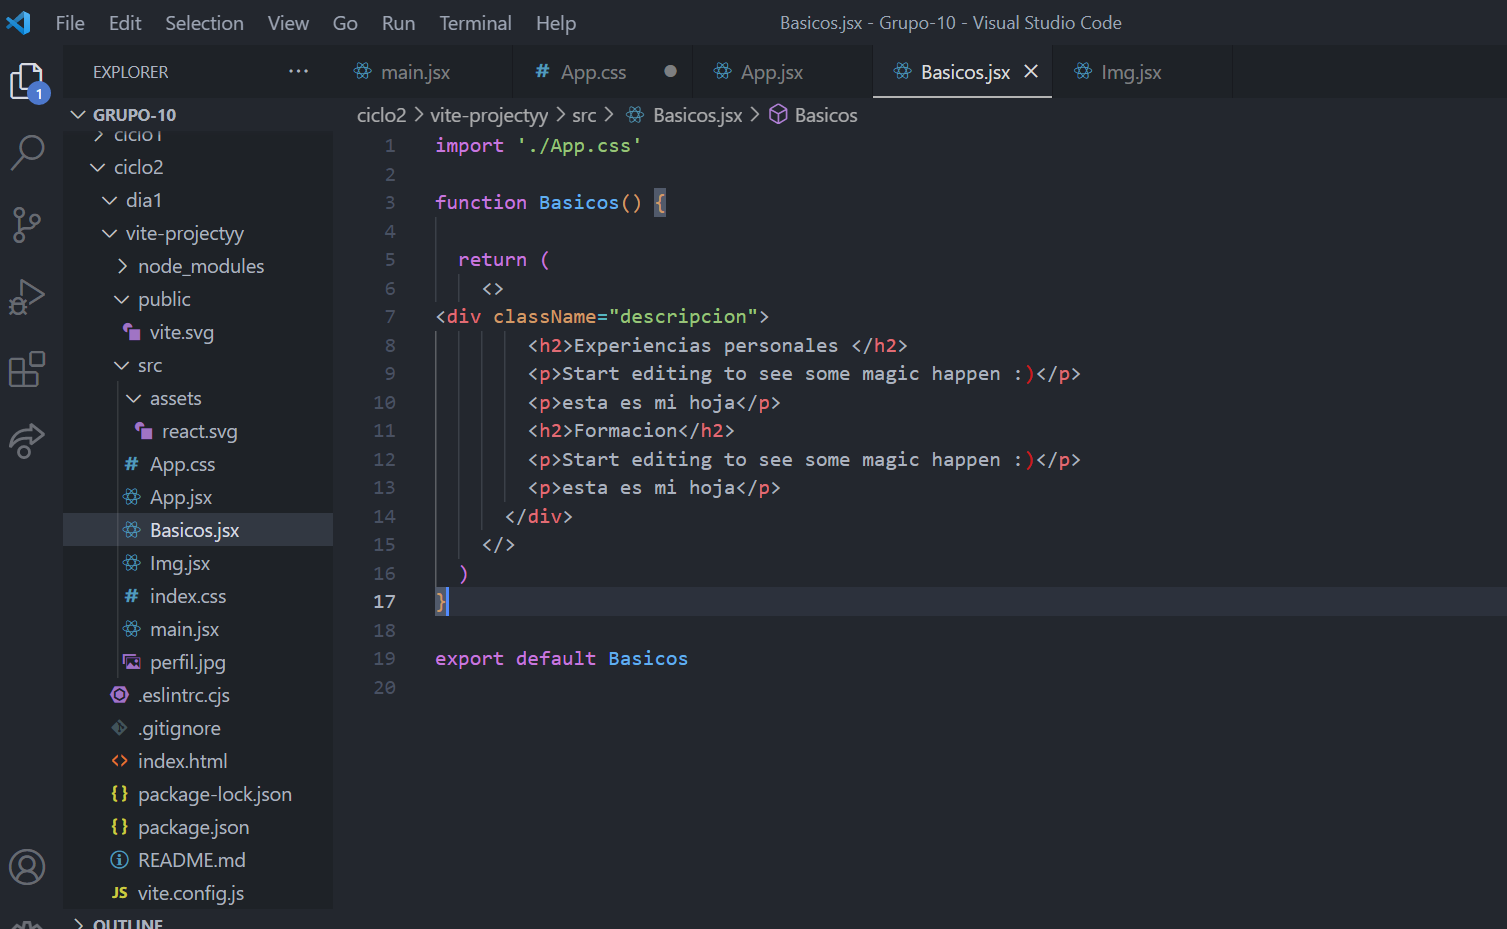 File Edit Selection View Go Run Terminal Help
Basicos.jsx - Grupo-10 - Visual Studio Code
1
EXPLORER ···
GRUPO-10
ciclo1
ciclo2
dia1
vite-projectyy
node_modules
public
vite.svg
src
assets
react.svg
# App.css
App.jsx
Basicos.jsx
Img.jsx
# index.css
main.jsx
perfil.jpg
.eslintrc.cjs
.gitignore
<> index.html
{} package-lock.json
{} package.json
README.md
JS vite.config.js
OUTLINE
main.jsx
# App.css
App.jsx
Basicos.jsx
Img.jsx
ciclo2 > vite-projectyy > src > Basicos.jsx > Basicos
1 import './App.css'
2
3 function Basicos() {
4
5 return (
6 <>
7 <div className="descripcion">
8 <h2>Experiencias personales </h2>
9 <p>Start editing to see some magic happen :)</p>
10 <p>esta es mi hoja</p>
11 <h2>Formacion</h2>
12 <p>Start editing to see some magic happen :)</p>
13 <p>esta es mi hoja</p>
14 </div>
15 </>
16 )
17 }
18
19 export default Basicos
20